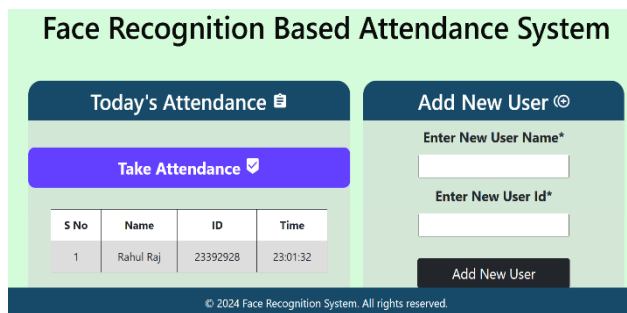 Face Recognition Based Attendance System
Today's Attendance
Take Attendance
S No Name ID Time
1 Rahul Raj 23392928 23:01:32
Add New User
Enter New User Name*
Enter New User Id*
Add New User
© 2024 Face Recognition System. All rights reserved.